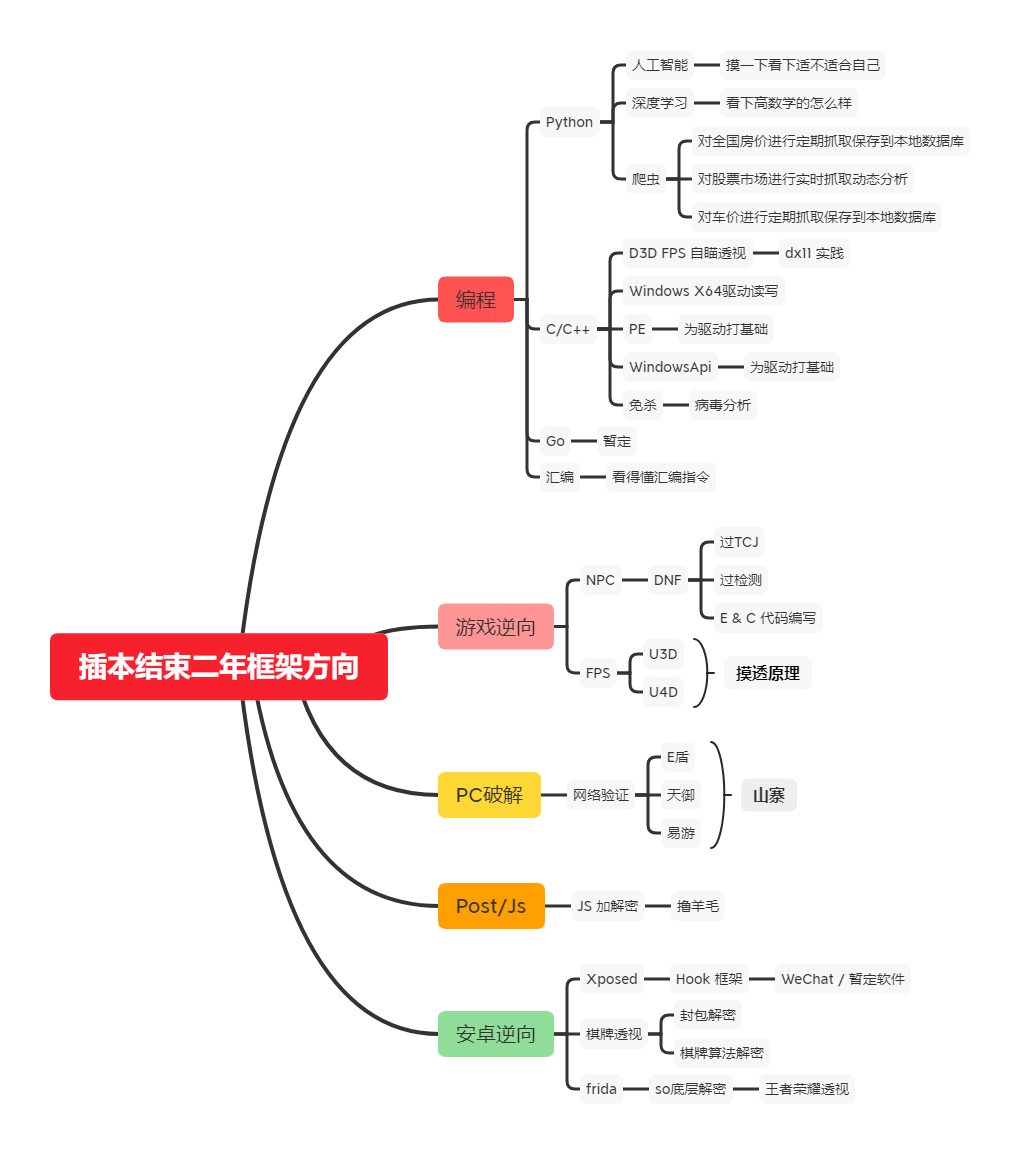 插本结束二年框架方向
编程
Python
人工智能
摸一下看下适不适合自己
深度学习
看下高数学的怎么样
爬虫
对全国房价进行定期抓取保存到本地数据库
对股票市场进行实时抓取动态分析
对车价进行定期抓取保存到本地数据库
C/C++
D3D FPS 自瞄透视
dx11 实践
Windows X64驱动读写
PE
为驱动打基础
WindowsApi
为驱动打基础
免杀
病毒分析
Go
暂定
汇编
看得懂汇编指令
游戏逆向
NPC
DNF
过TCJ
过检测
E & C 代码编写
FPS
U3D
U4D
摸透原理
PC破解
网络验证
E盾
天御
易游
山寨
Post/Js
JS 加解密
撸羊毛
安卓逆向
Xposed
Hook 框架
WeChat / 暂定软件
棋牌透视
封包解密
棋牌算法解密
frida
so底层解密
王者荣耀透视